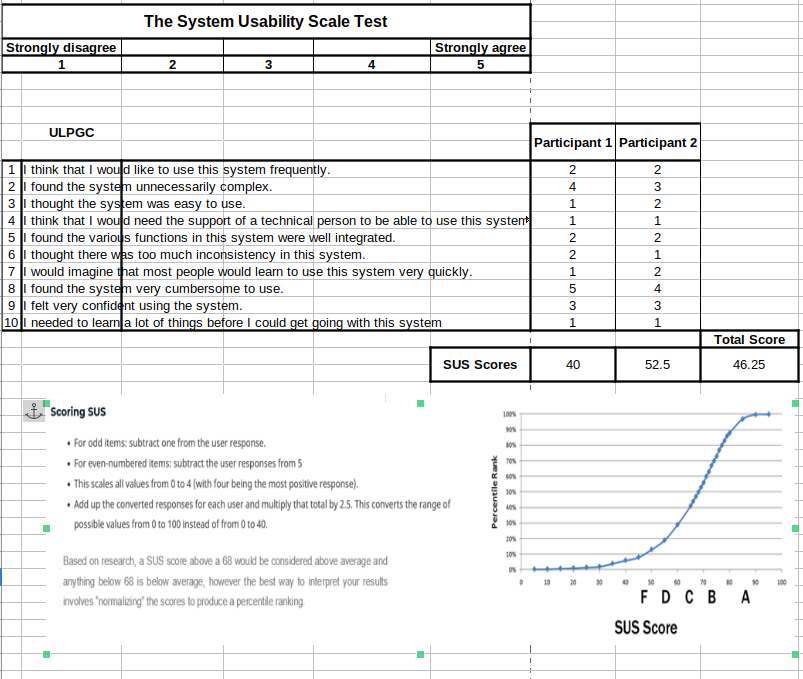 The System Usability Scale Test
Strongly disagree Strongly agree
1 2 3 4 5
ULPGC
Participant 1 Participant 2
1 I think that I would like to use this system frequently. 2 2
2 I found the system unnecessarily complex. 4 3
3 I thought the system was easy to use. 1 2
4 I think that I would need the support of a technical person to be able to use this system 1 1
5 I found the various functions in this system were well integrated. 2 2
6 I thought there was too much inconsistency in this system. 2 1
7 I would imagine that most people would learn to use this system very quickly. 1 2
8 I found the system very cumbersome to use. 5 4
9 I felt very confident using the system. 3 3
10 I needed to learn a lot of things before I could get going with this system 1 1
Total Score
SUS Scores 40 52.5 46.25
Scoring SUS
• For odd items: subtract one from the user response.
• For even-numbered items: subtract the user responses from 5
• This scales all values from 0 to 4 (with four being the most positive response).
• Add up the converted responses for each user and multiply that total by 2.5. This converts the range of
possible values from 0 to 100 instead of from 0 to 40.
Based on research, a SUS score above a 68 would be considered above average and
anything below 68 is below average, however the best way to interpret your results
involves "normalizing" the scores to produce a percentile ranking.
Percentile Rank
100%
90%
80%
70%
60%
50%
40%
30%
20%
10%
0%
0 10 20 30 40 50 60 70 80 90 100
F D C B A
SUS Score